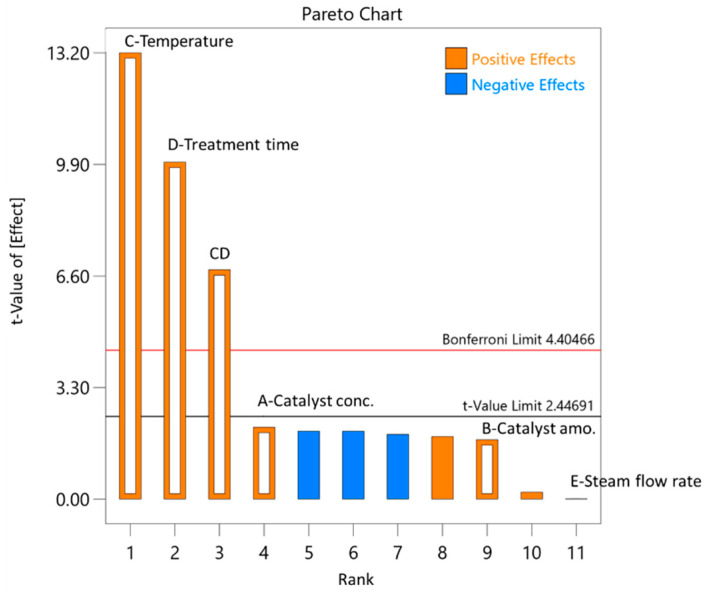 Pareto Chart
C-Temperature
Positive Effects
Negative Effects
D-Treatment time
CD
Bonferroni Limit 4.40466
A-Catalyst conc.
t-Value Limit 2.44691
B-Catalyst amo.
E-Steam flow rate
t-Value of [Effect]
13.20
9.90
6.60
3.30
0.00
1 2 3 4 5 6 7 8 9 10 11
Rank